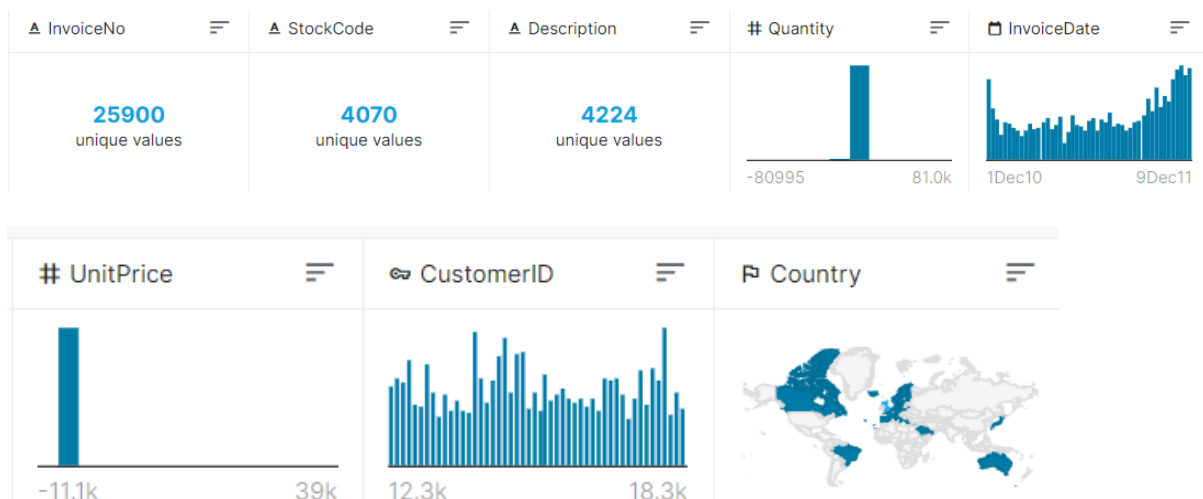 InvoiceNo
StockCode
Description
# Quantity
InvoiceDate
25900
unique values
4070
unique values
4224
unique values
-80995
81.0k
1Dec10
9Dec11
# UnitPrice
CustomerID
Country
-11.1k
39k
12.3k
18.3k